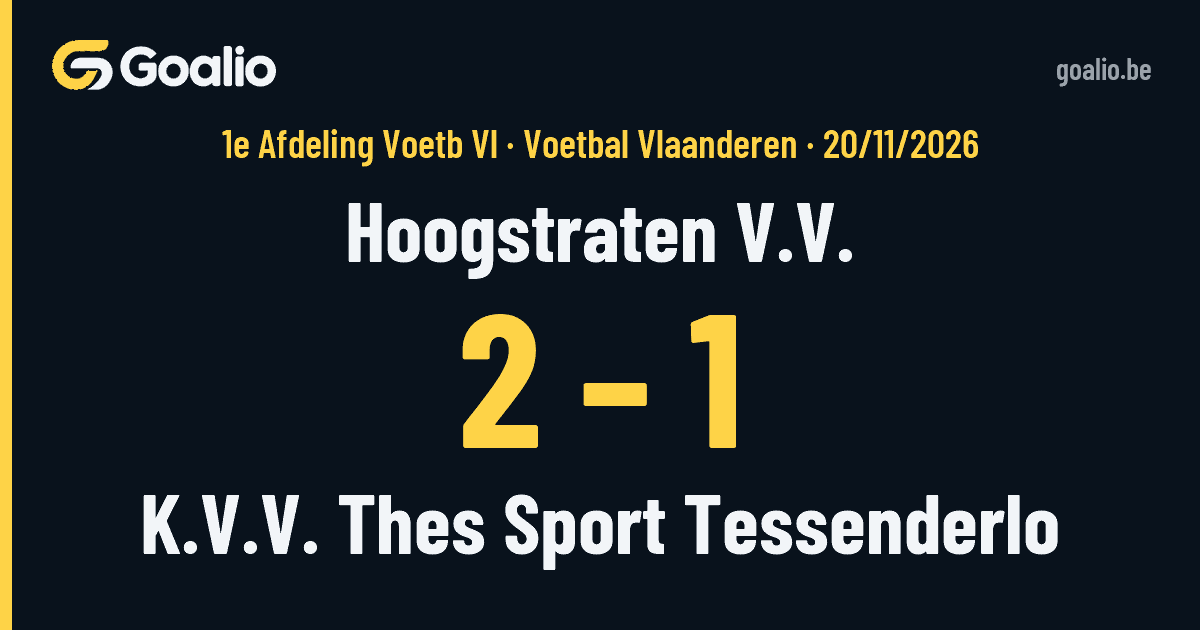 Goalio
goalio.be
1e Afdeling Voetb Vl · Voetbal Vlaanderen · 20/11/2026
Hoogstraten V.V.
2 – 1
K.V.V. Thes Sport Tessenderlo